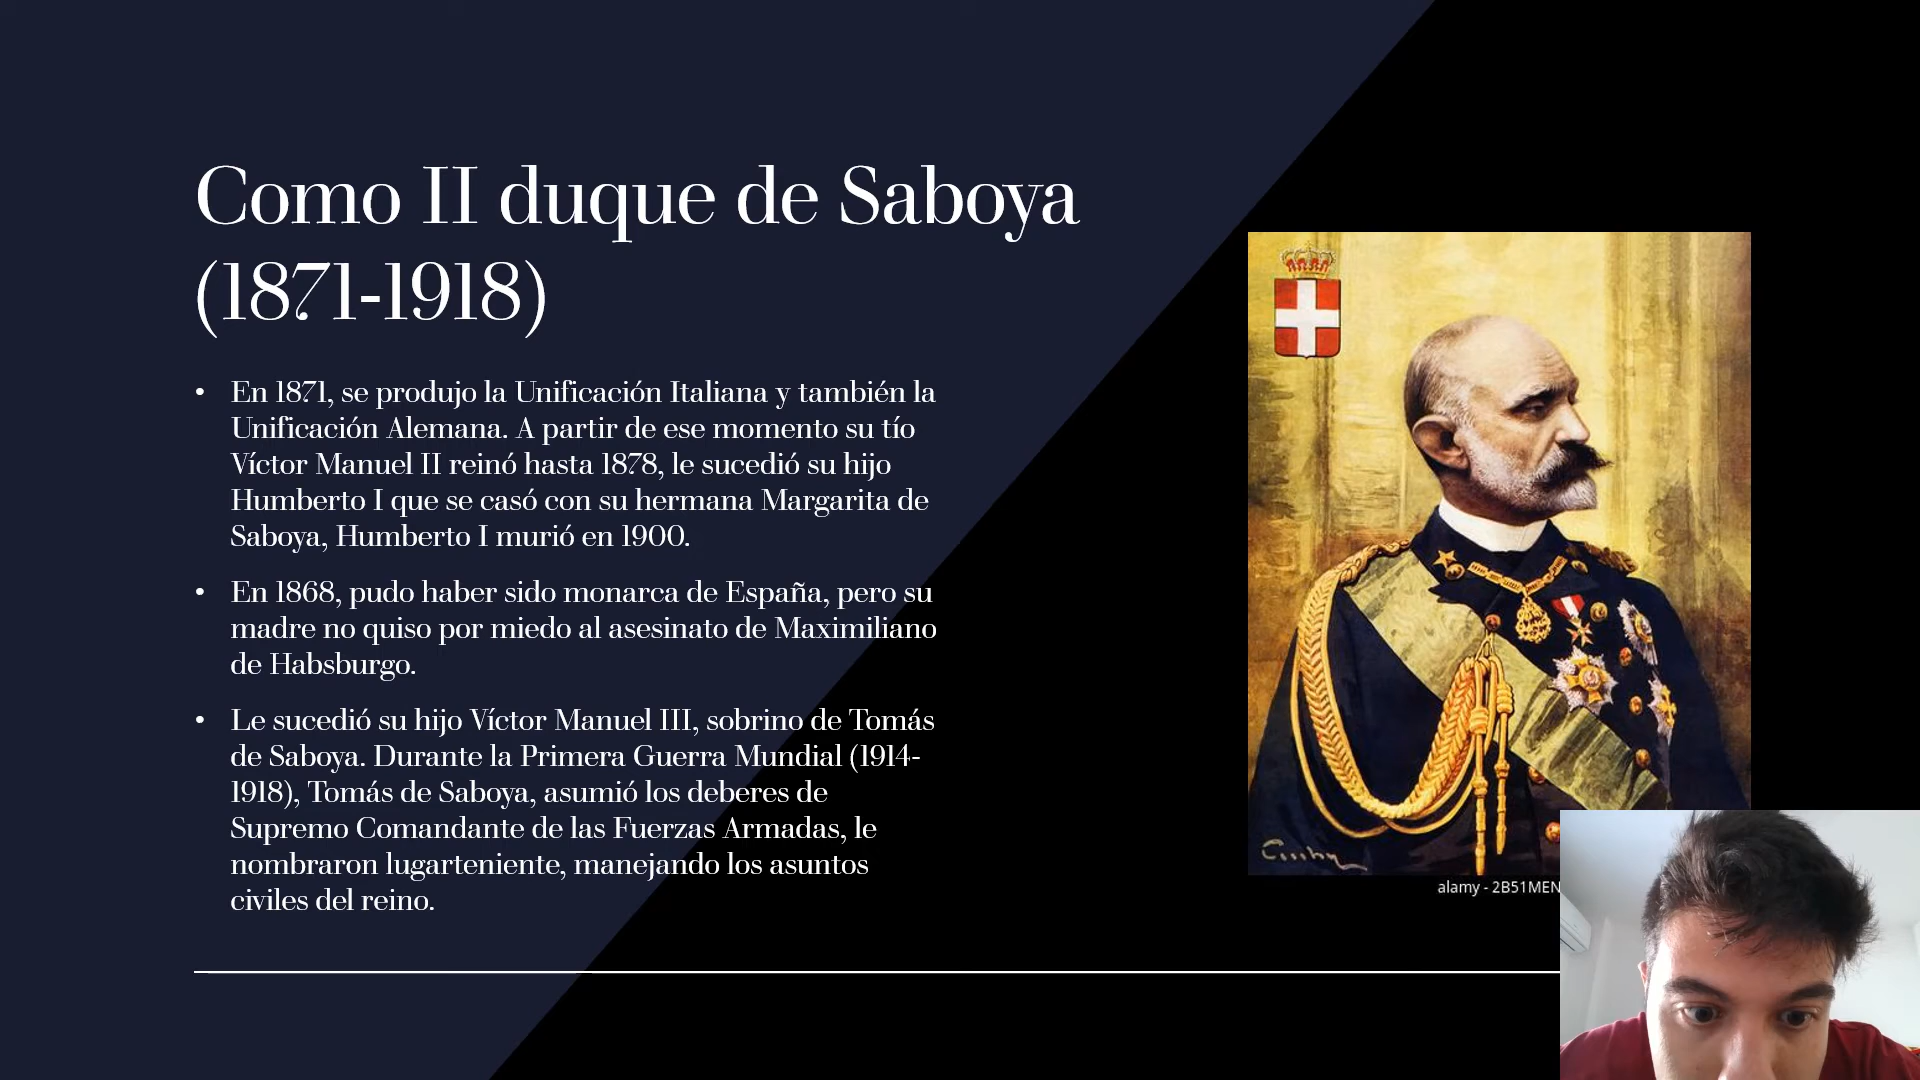 Como II duque de Saboya
(1871-1918)
• En 1871, se produjo la Unificación Italiana y también la
Unificación Alemana. A partir de ese momento su tío
Víctor Manuel II reinó hasta 1878, le sucedió su hijo
Humberto I que se casó con su hermana Margarita de
Saboya, Humberto I murió en 1900.
• En 1868, pudo haber sido monarca de España, pero su
madre no quiso por miedo al asesinato de Maximiliano
de Habsburgo.
• Le sucedió su hijo Víctor Manuel III, sobrino de Tomás
de Saboya. Durante la Primera Guerra Mundial (1914-
1918), Tomás de Saboya, asumió los deberes de
Supremo Comandante de las Fuerzas Armadas, le
nombraron lugarteniente, manejando los asuntos
civiles del reino.
alamy - 2B51MEN